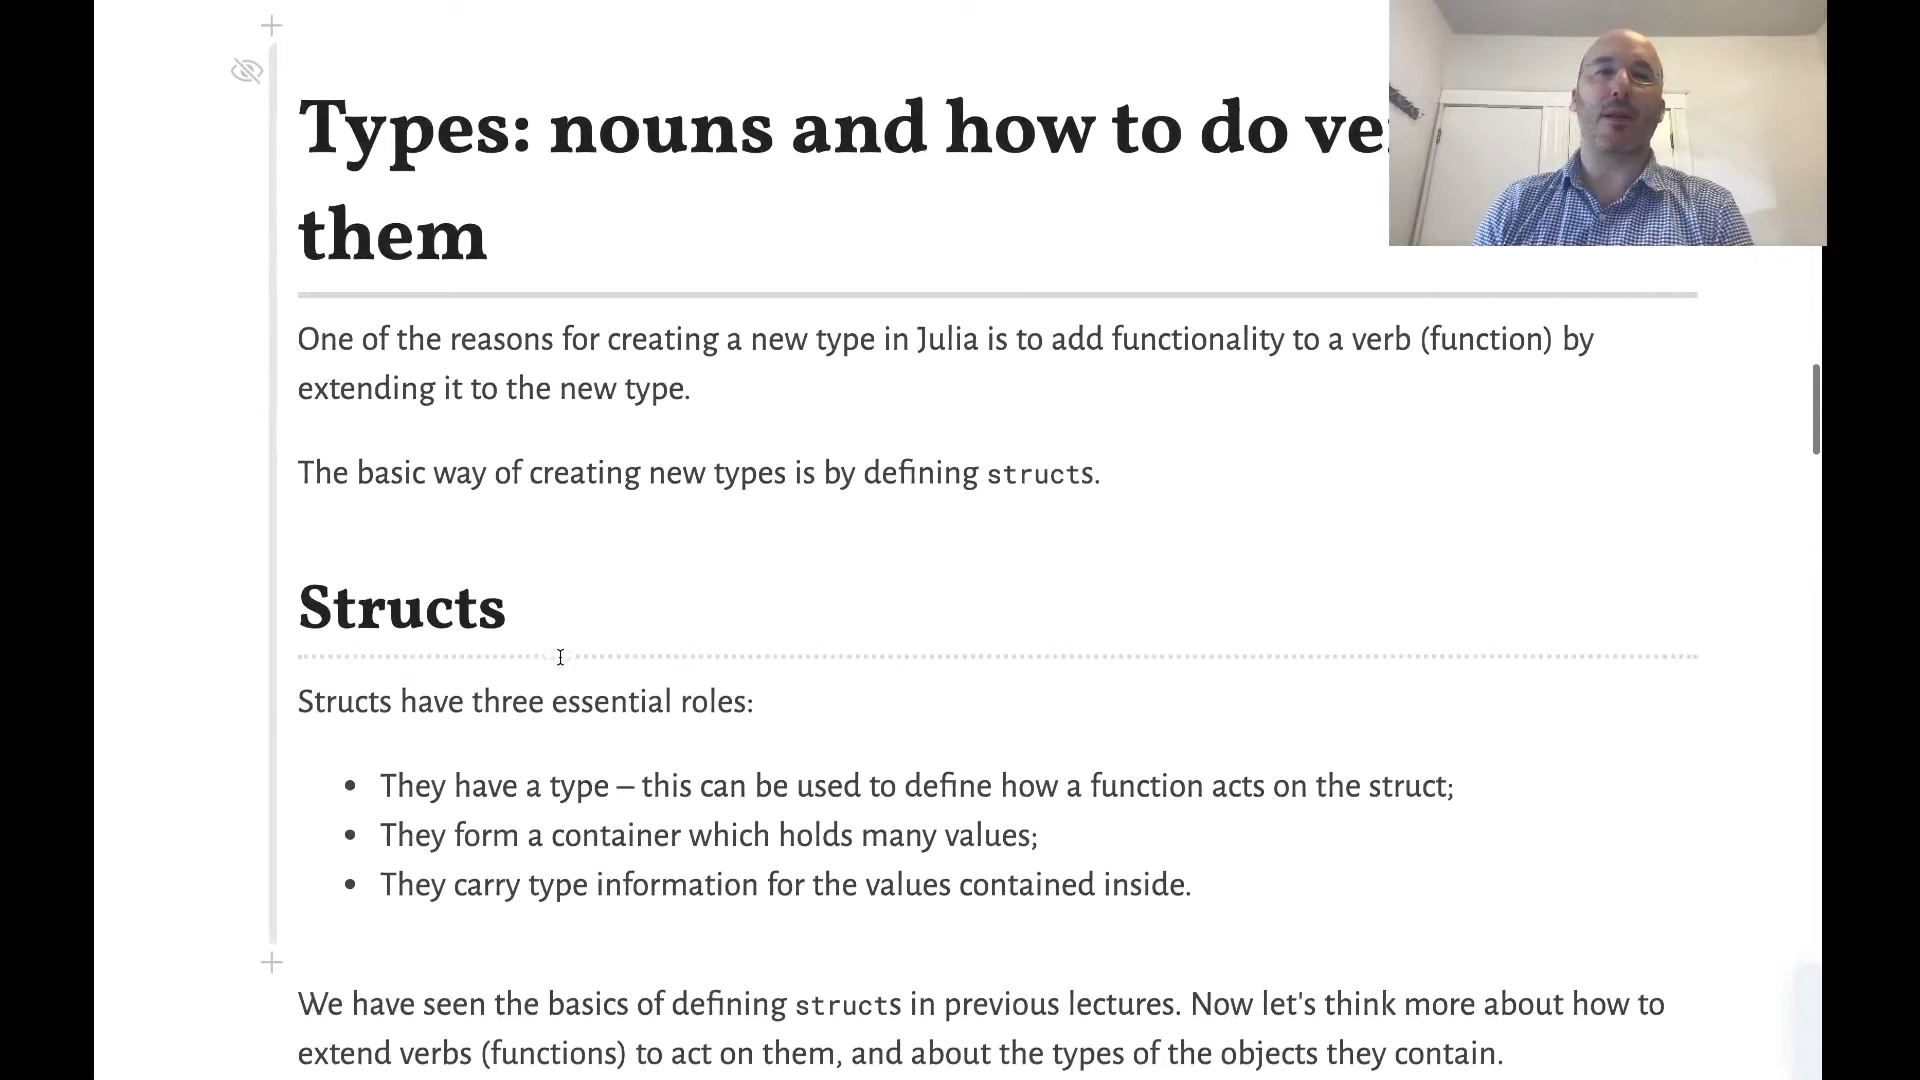 Types: nouns and how to do
them
One of the reasons for creating a new type in Julia is to add functionality to a verb (function) by
extending it to the new type.
The basic way of creating new types is by defining structs.
Structs
Structs have three essential roles:
• They have a type – this can be used to define how a function acts on the struct;
• They form a container which holds many values;
• They carry type information for the values contained inside.
We have seen the basics of defining structs in previous lectures. Now let's think more about how to
extend verbs (functions) to act on them, and about the types of the objects they contain.